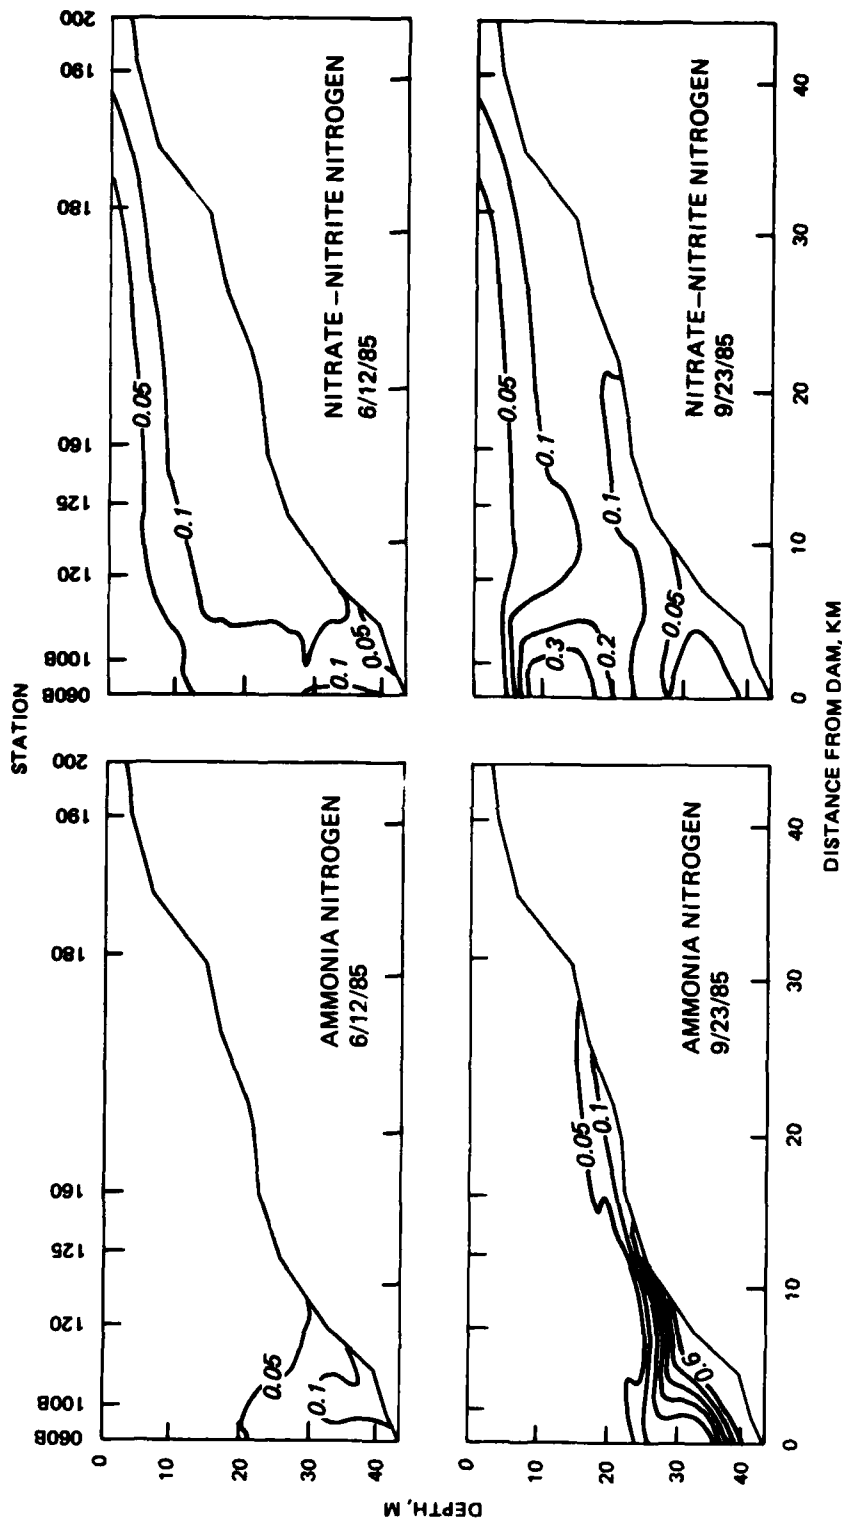 STATION
060B 100B 120 125 160 180 190 200
060B 100B 120 125 160 180 190 200
DEPTH, M
0
10
20
30
40
0.05
0.1
AMMONIA NITROGEN
6/12/85
0.05
0.1
0.1
0.05
NITRATE–NITRITE NITROGEN
6/12/85
0
10
20
30
40
0.05
0.1
0.6
AMMONIA NITROGEN
9/23/85
0.05
0.1
0.1
0.3
0.2
0.05
NITRATE–NITRITE NITROGEN
9/23/85
0 10 20 30 40
0 10 20 30 40
DISTANCE FROM DAM, KM